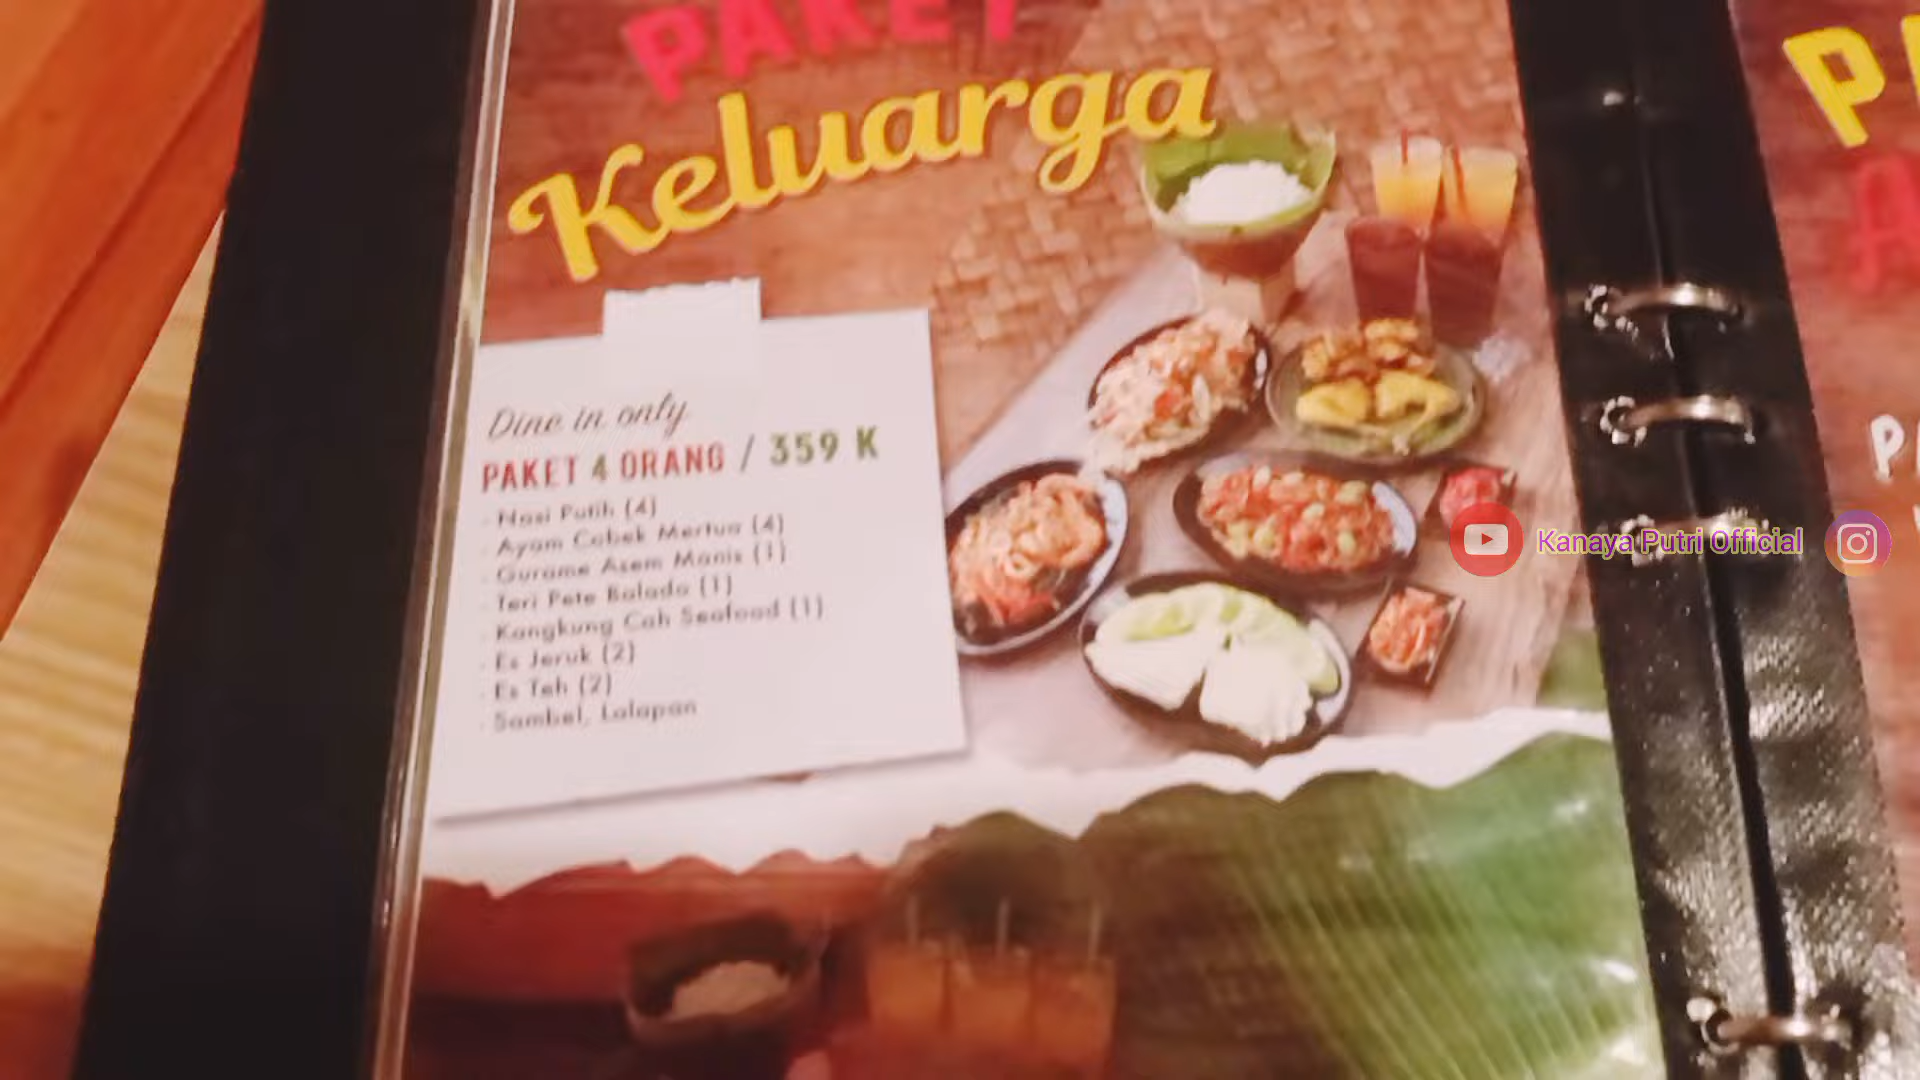 PAKET
Keluarga
Dine in only
PAKET 4 ORANG / 359 K
- Nasi Putih (4)
- Ayam Cobek Mertua (4)
- Gurame Asem Manis (1)
- Teri Pete Balado (1)
- Kangkung Cah Seafood (1)
- Es Jeruk (2)
- Es Teh (2)
- Sambel, Lalapan
Kanaya Putri Official